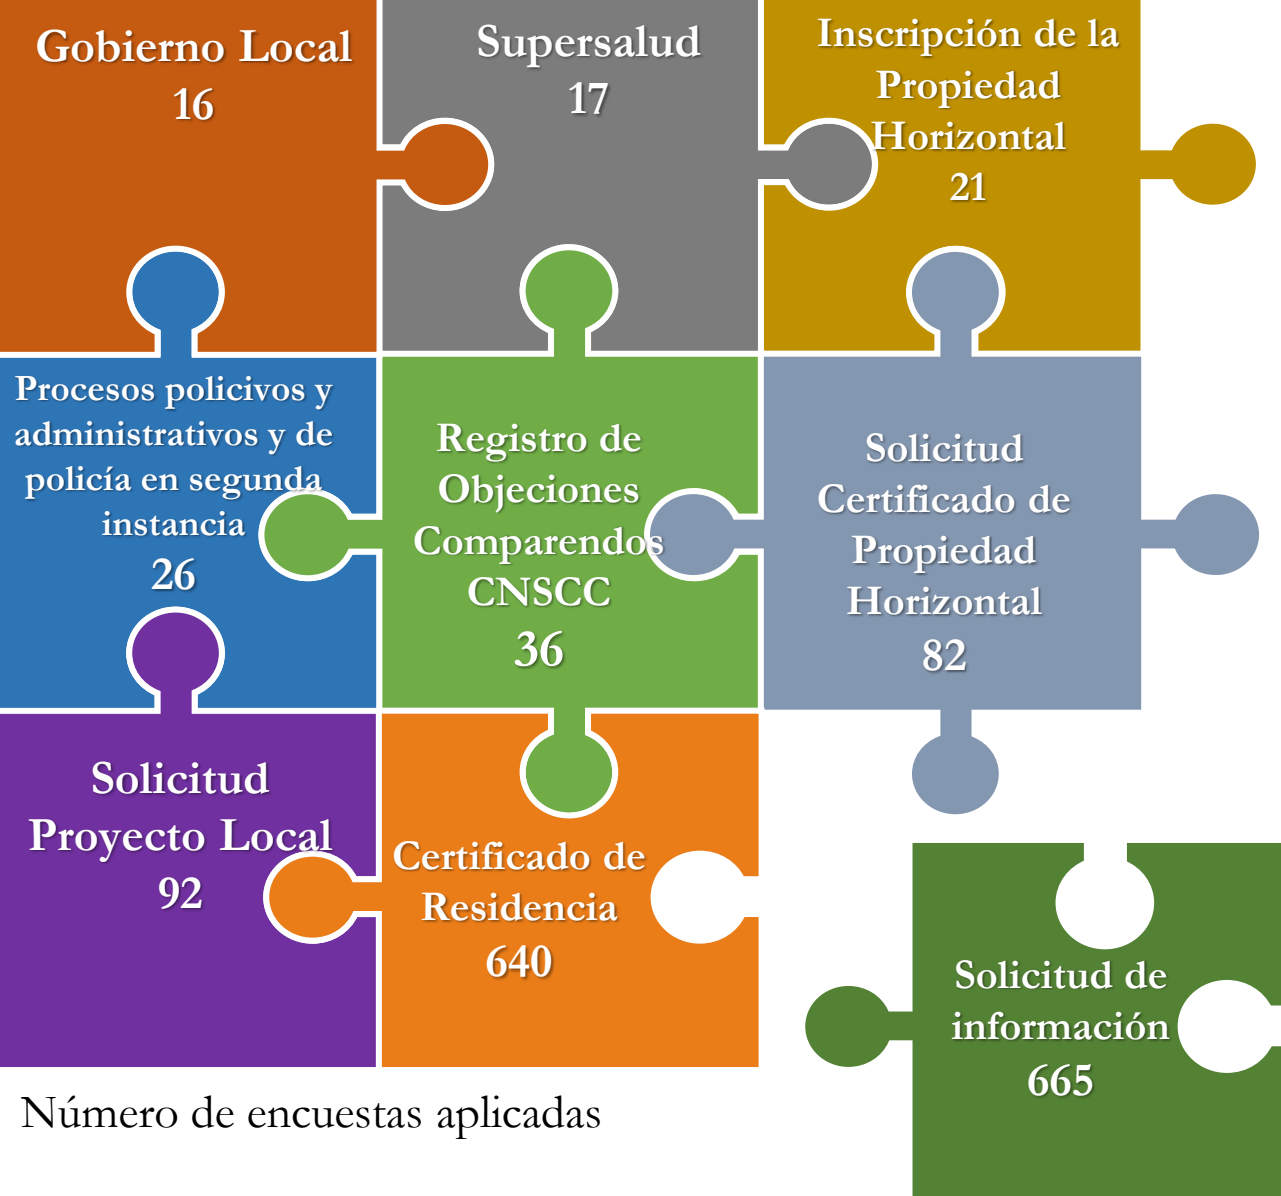 Gobierno Local
16
Supersalud
17
Inscripción de la
Propiedad
Horizontal
21
Procesos policivos y
administrativos y de
policía en segunda
instancia
26
Registro de
Objeciones
Comparendos
CNSCC
36
Solicitud
Certificado de
Propiedad
Horizontal
82
Solicitud
Proyecto Local
92
Certificado de
Residencia
640
Solicitud de
información
665
Número de encuestas aplicadas